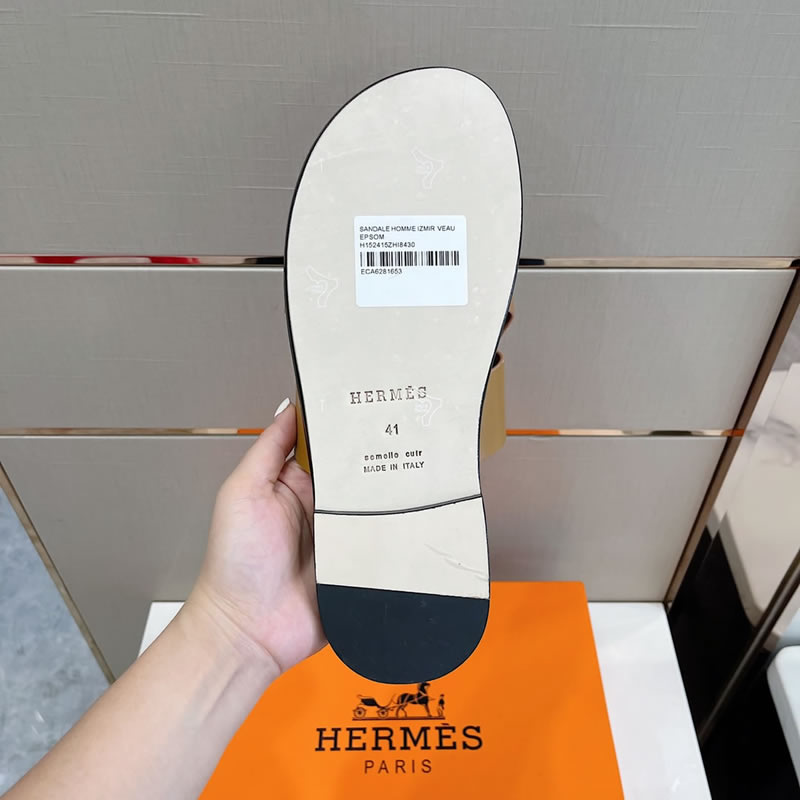 SANDALE HOMME IZMIR VEAU
EPSOM
H152415ZHI8430
ECA6281653
HERMÈS
41
semelle cuir
MADE IN ITALY
HERMÈS
PARIS